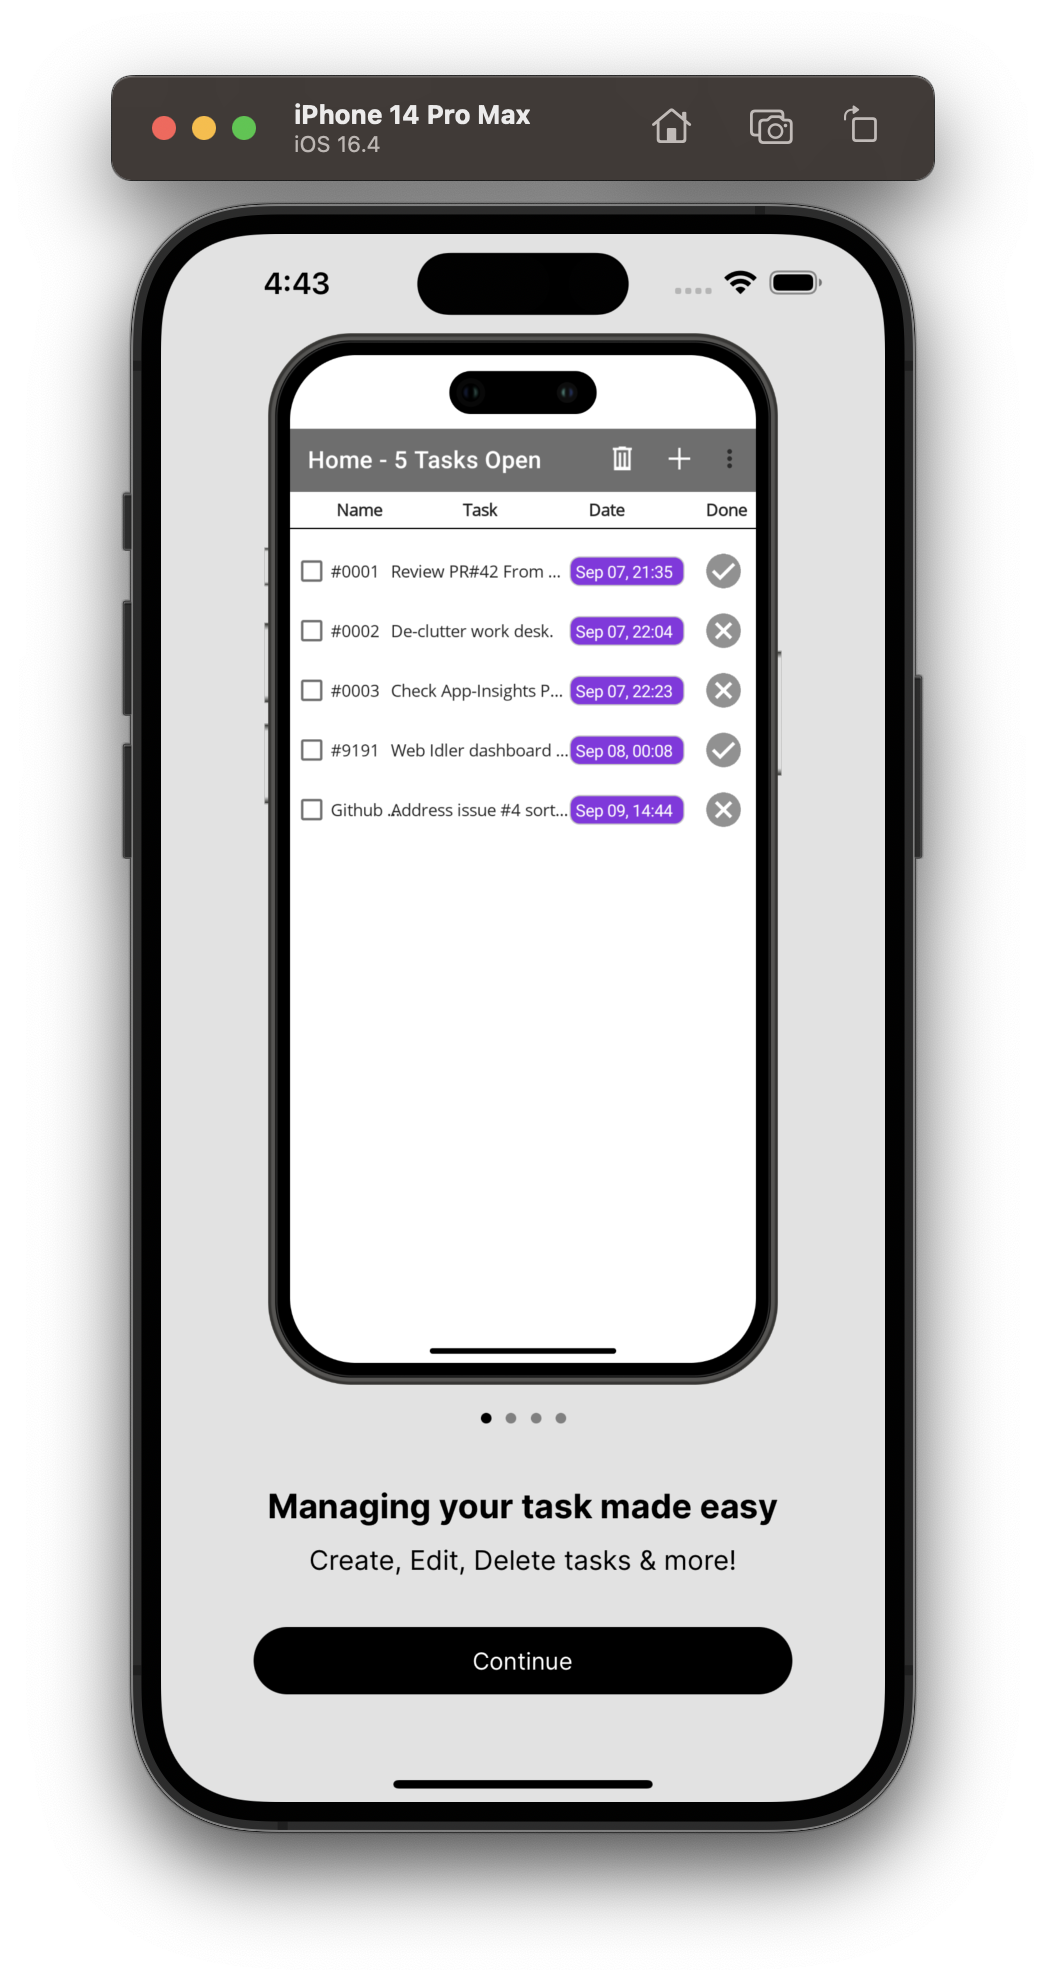 iPhone 14 Pro Max
iOS 16.4
4:43
Home - 5 Tasks Open
Name Task Date Done
#0001 Review PR#42 From ... Sep 07, 21:35
#0002 De-clutter work desk. Sep 07, 22:04
#0003 Check App-Insights P... Sep 07, 22:23
#9191 Web Idler dashboard ... Sep 08, 00:08
Github ... Address issue #4 sort... Sep 09, 14:44
Managing your task made easy
Create, Edit, Delete tasks & more!
Continue